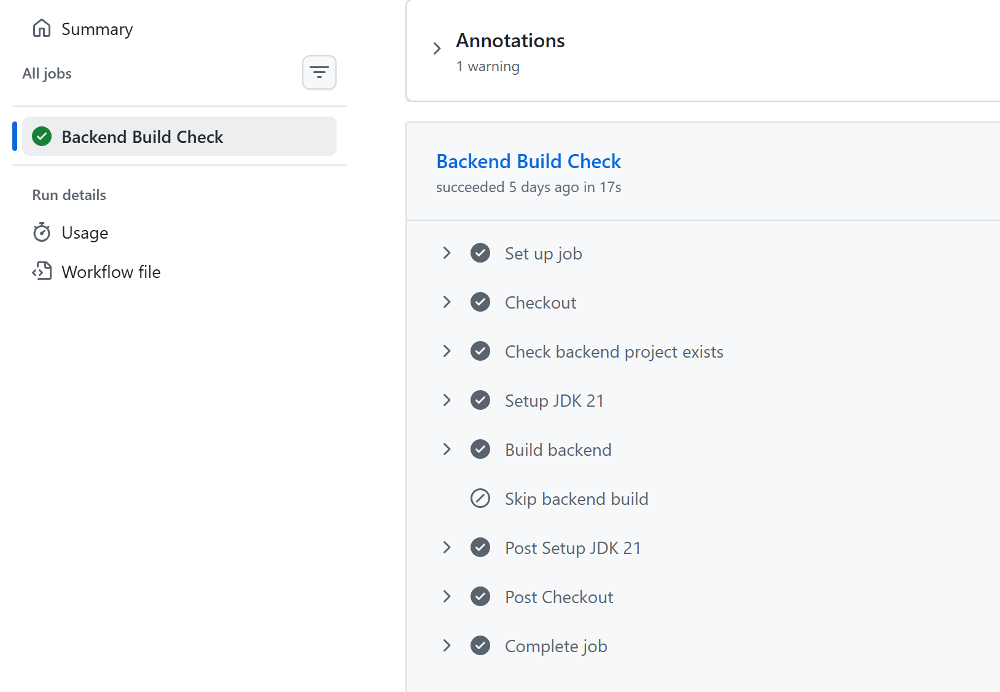 Summary
All jobs
Backend Build Check
Run details
Usage
Workflow file
Annotations
1 warning
Backend Build Check
succeeded 5 days ago in 17s
Set up job
Checkout
Check backend project exists
Setup JDK 21
Build backend
Skip backend build
Post Setup JDK 21
Post Checkout
Complete job